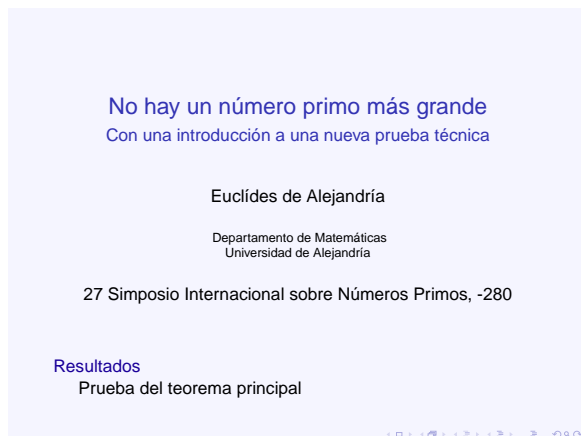 No hay un número primo más grande
Con una introducción a una nueva prueba técnica
Euclídes de Alejandría
Departamento de Matemáticas
Universidad de Alejandría
27 Simposio Internacional sobre Números Primos, -280
Resultados
Prueba del teorema principal